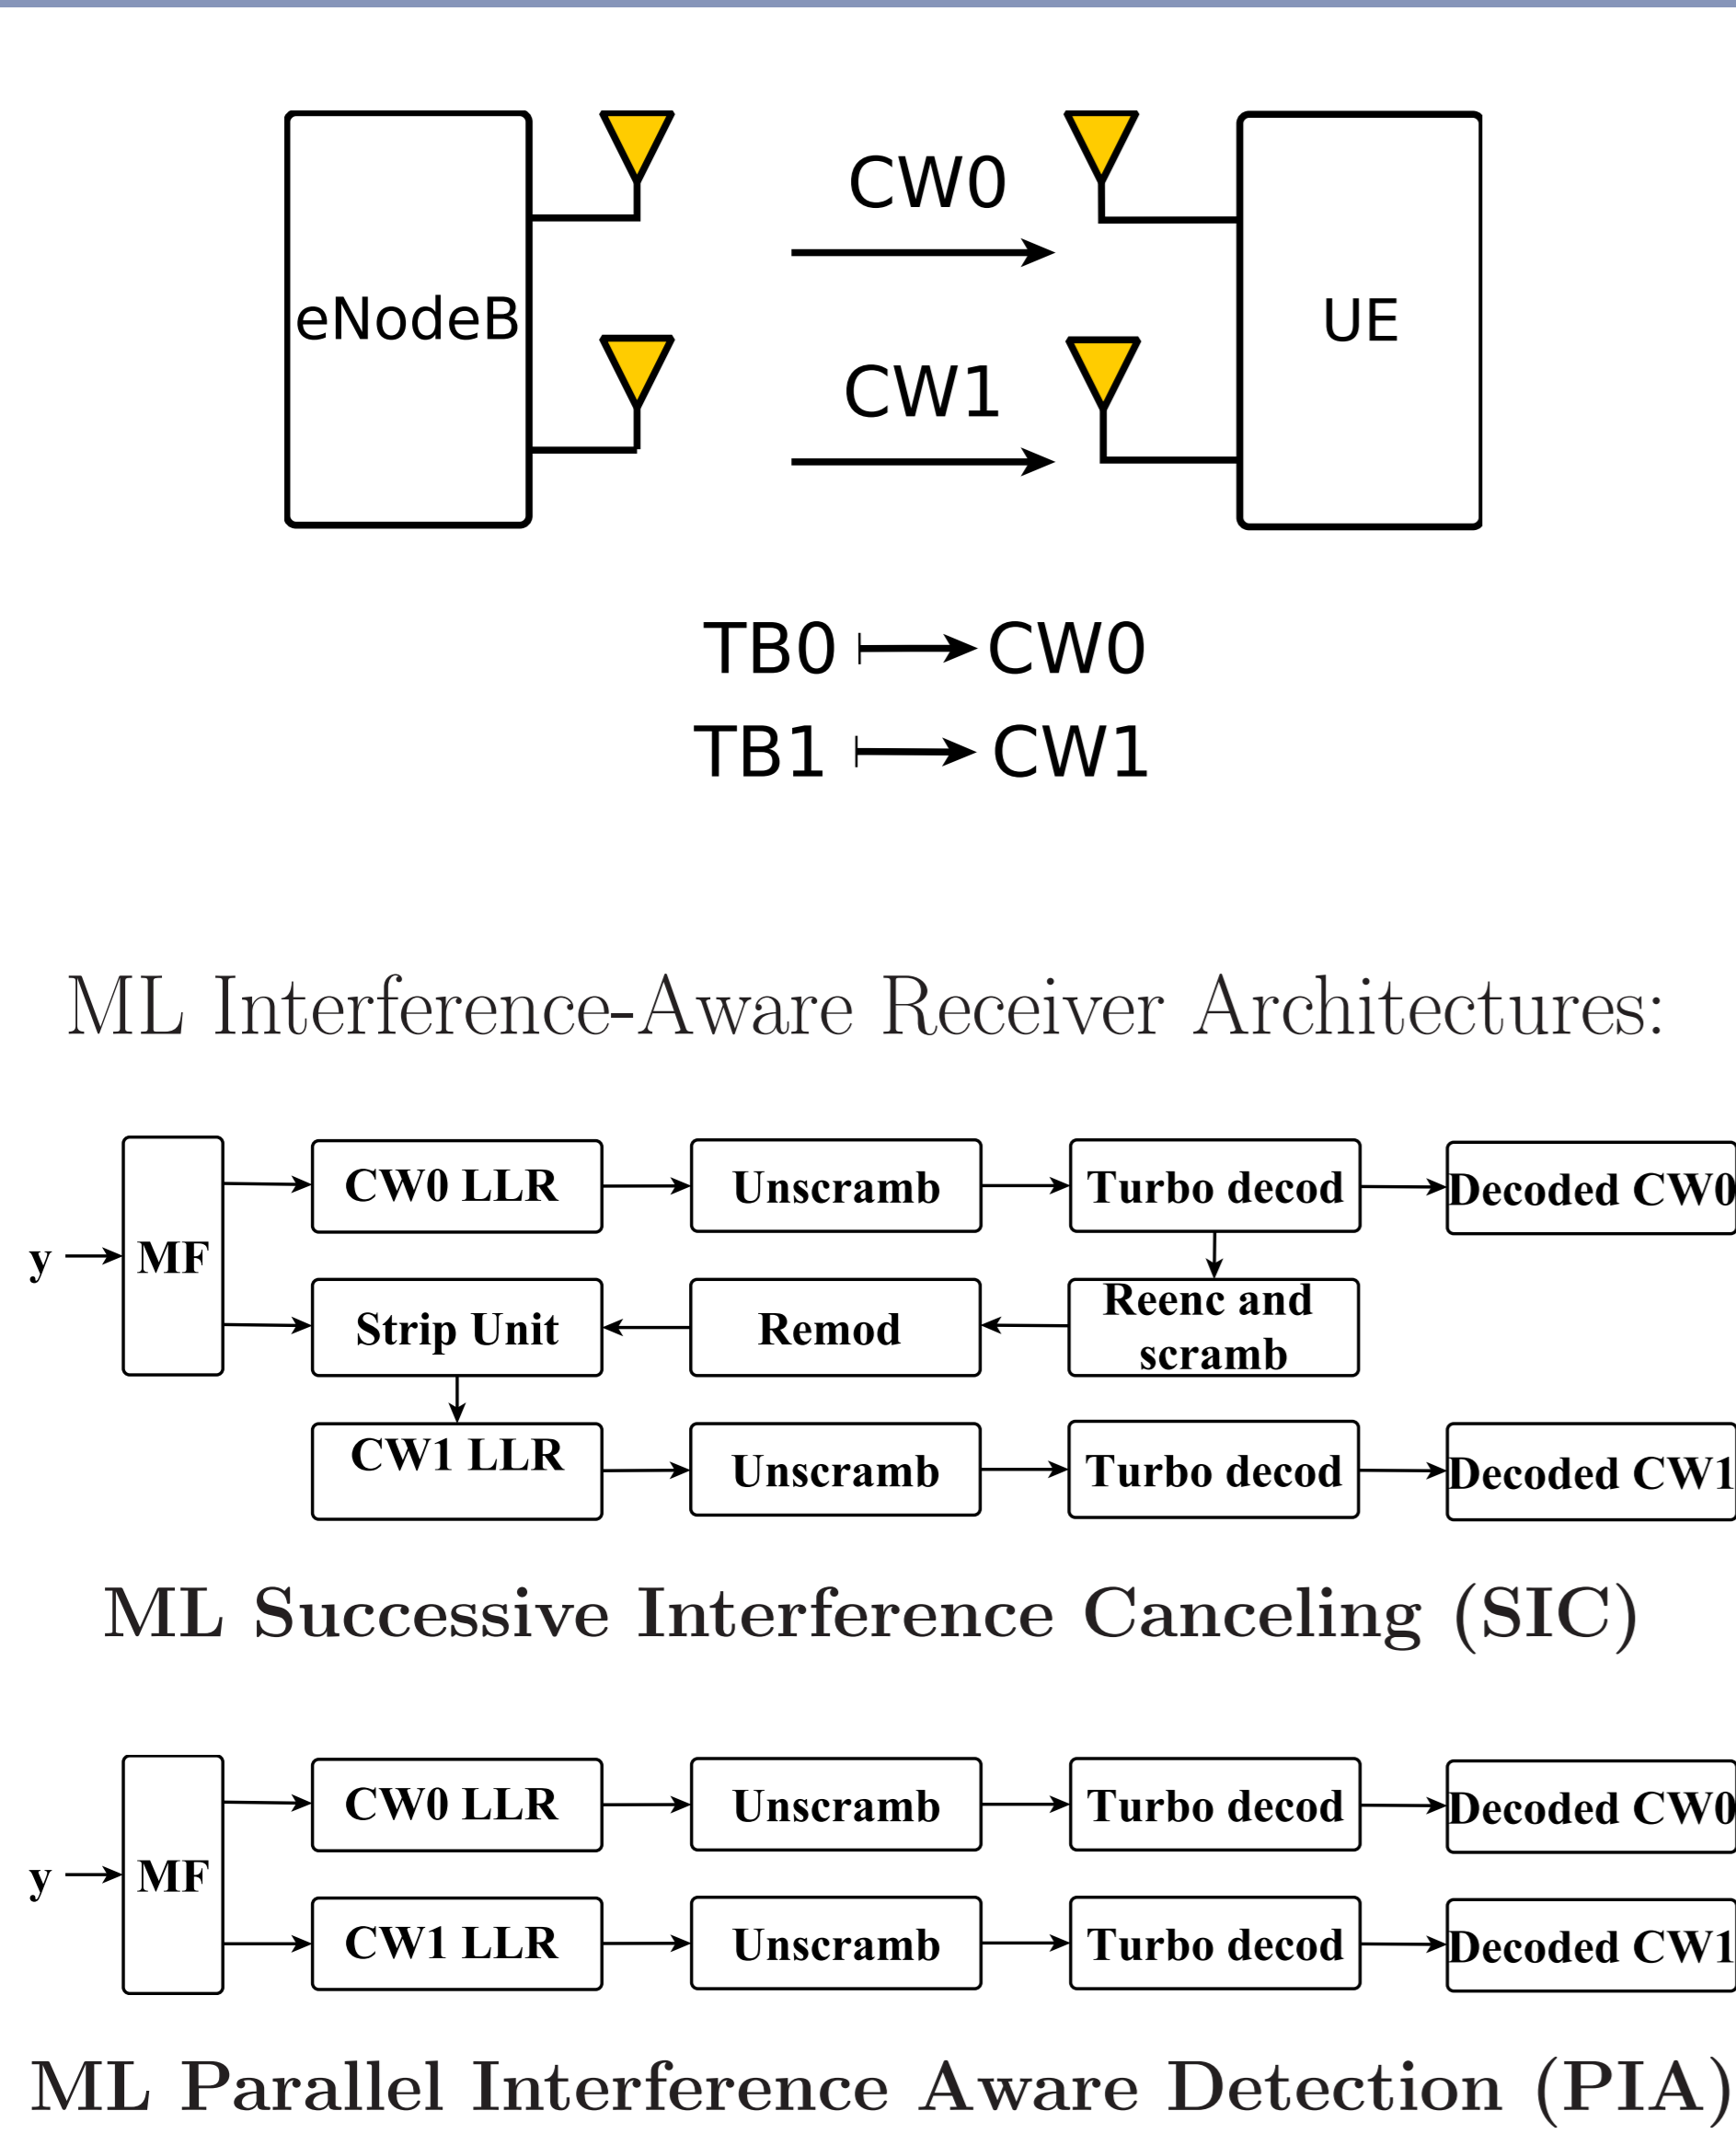 CW0
eNodeB
UE
CW1
TB0 CW0
TB1 CW1
ML Interference-Aware Receiver Architectures:
CW0 LLR Unscramb Turbo decod Decoded CW0
y MF
Strip Unit Remod Reenc and
scramb
CW1 LLR Unscramb Turbo decod Decoded CW1
ML Successive Interference Canceling (SIC)
CW0 LLR Unscramb Turbo decod Decoded CW0
y MF
CW1 LLR Unscramb Turbo decod Decoded CW1
ML Parallel Interference Aware Detection (PIA)